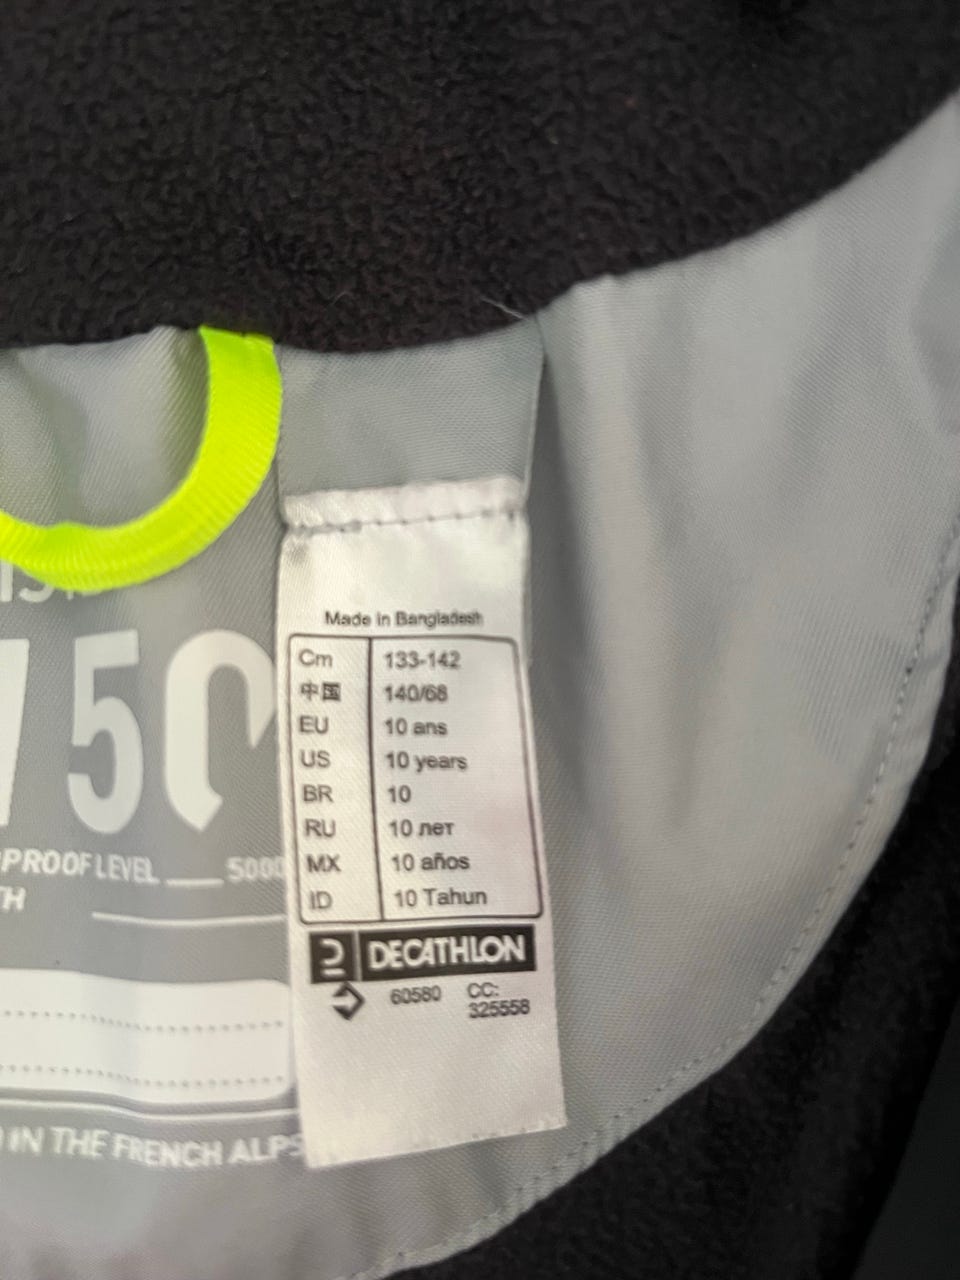 Made in Bangladesh
Cm 133-142
中国 140/68
EU 10 ans
US 10 years
BR 10
RU 10 лет
MX 10 años
ID 10 Tahun
DECATHLON
60580 CC:
325558
50
PROOF LEVEL 5000
TH
IN THE FRENCH ALPS